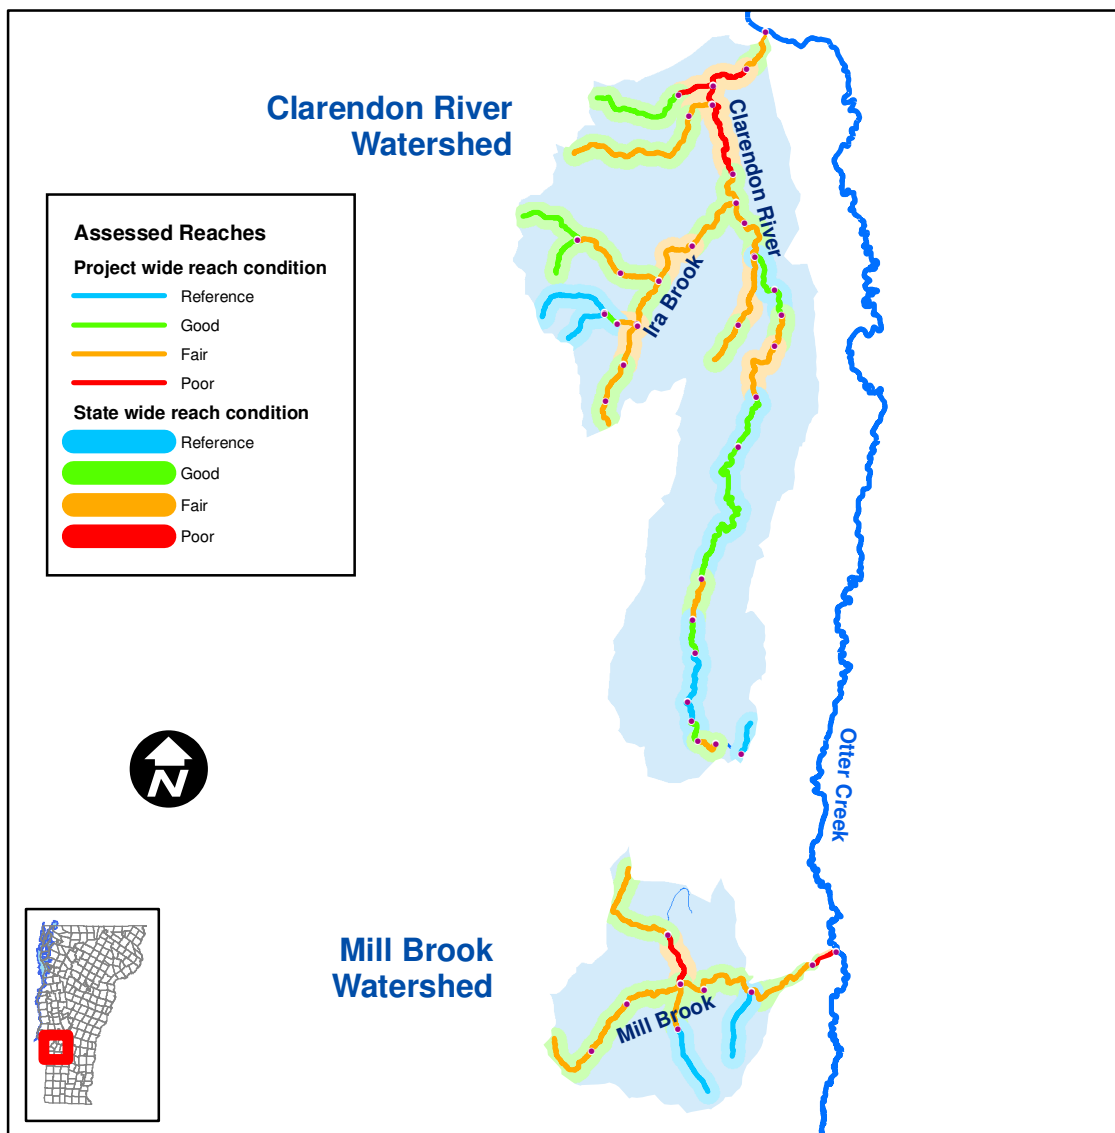 Clarendon River
Watershed
Clarendon River
Assessed Reaches
Project wide reach condition
Reference
Good
Fair
Poor
State wide reach condition
Reference
Good
Fair
Poor
Ira Brook
N
Otter Creek
Mill Brook
Watershed
Mill Brook